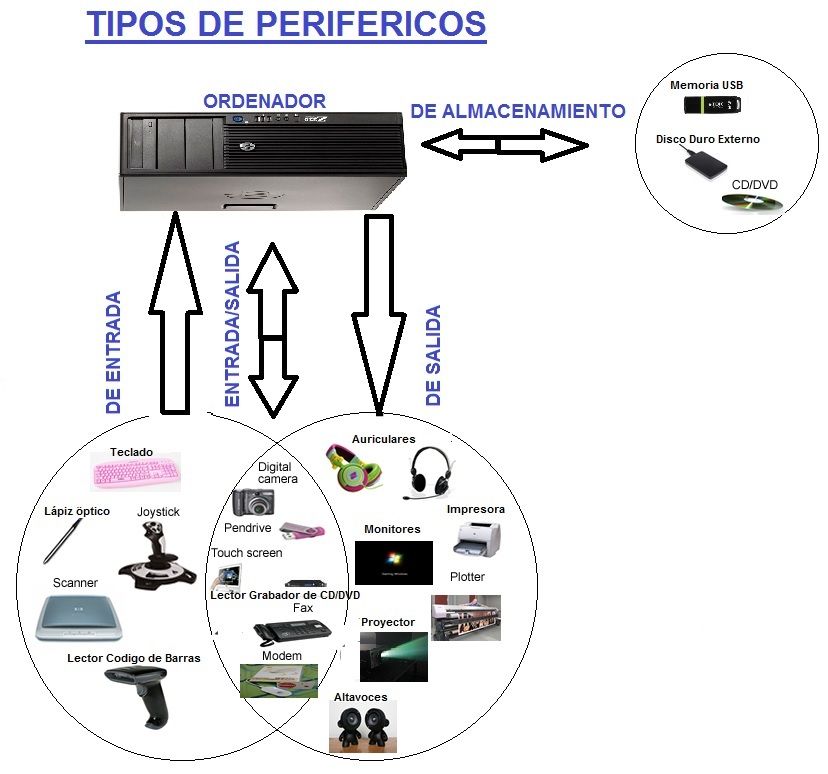 TIPOS DE PERIFERICOS
ORDENADOR
DE ALMACENAMIENTO
Memoria USB
Disco Duro Externo
CD/DVD
DE ENTRADA
ENTRADA/SALIDA
DE SALIDA
Teclado
Lápiz öptico
Joystick
Scanner
Lector Codigo de Barras
Digital
camera
Pendrive
Touch screen
Lector Grabador de CD/DVD
Fax
Modem
Auriculares
Impresora
Monitores
Plotter
Proyector
Altavoces